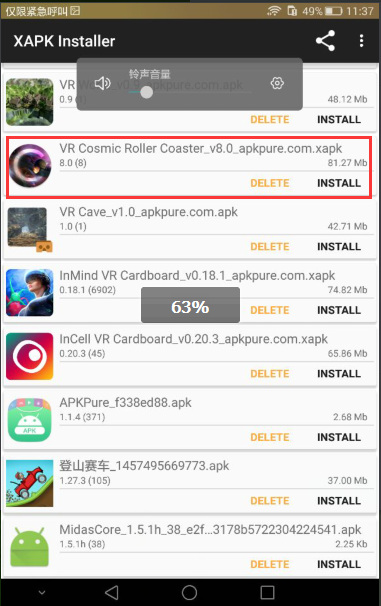 仅限紧急呼叫
49%
11:37
XAPK Installer
铃声音量
VR
apkpure.com.apk
0.9 (1)
48.12 Mb
DELETE INSTALL
VR Cosmic Roller Coaster_v8.0_apkpure.com.xapk
8.0 (8)
81.27 Mb
DELETE INSTALL
VR Cave_v1.0_apkpure.com.apk
1.0 (1)
42.71 Mb
DELETE INSTALL
InMind VR Cardboard_v0.18.1_apkpure.com.xapk
0.18.1 (6902)
74.82 Mb
63%
DELETE INSTALL
InCell VR Cardboard_v0.20.3_apkpure.com.xapk
0.20.3 (45)
65.86 Mb
DELETE INSTALL
APK
APKPure_f338ed88.apk
1.1.4 (371)
2.68 Mb
DELETE INSTALL
登山赛车_1457495669773.apk
1.27.3 (105)
37.00 Mb
DELETE INSTALL
MidasCore_1.5.1h_38_e2f...3178b5722304224541.apk
1.5.1h (38)
2.25 Kb
DELETE INSTALL